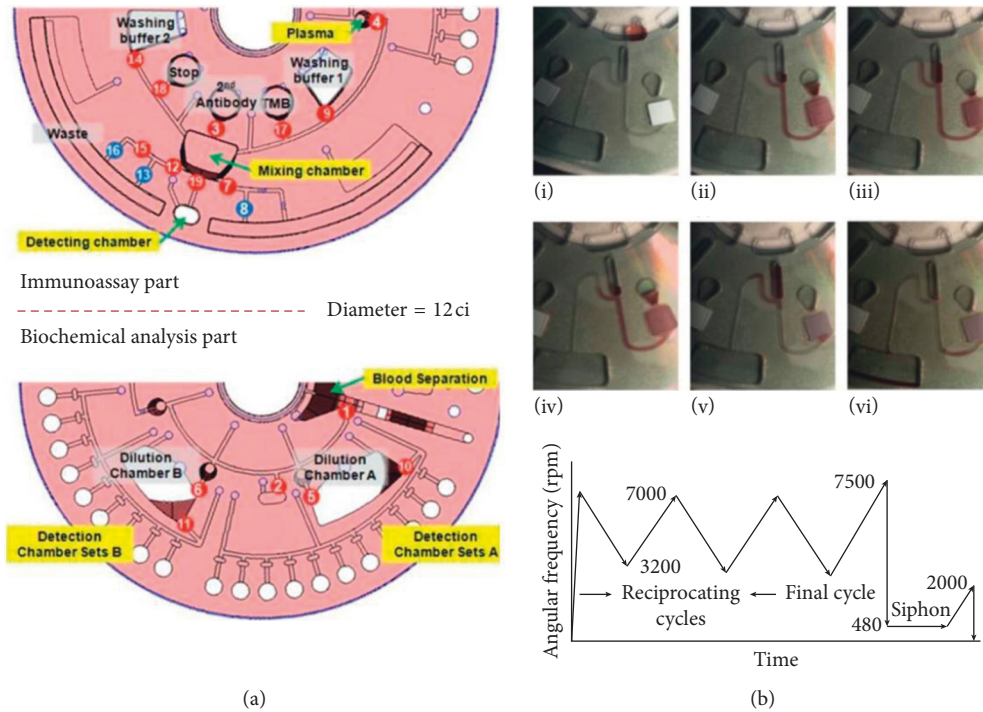 (a)
Washing
buffer 2
14
Stop
18
2nd
Antibody
3
TMB
17
Plasma
4
Washing
buffer 1
9
Waste
16
15
13
12
19
7
8
Mixing chamber
Detecting chamber
Immunoassay part
Diameter = 12 ci
Biochemical analysis part
Blood Separation
1
Dilution
Chamber B
Dilution
Chamber A
10
6
2
5
11
Detection
Chamber Sets B
Detection
Chamber Sets A
(a)
(b)
(i)
(ii)
(iii)
(iv)
(v)
(vi)
Angular frequency (rpm)
7000
7500
3200
Reciprocating
cycles
Final cycle
Siphon
2000
480
Time
(b)